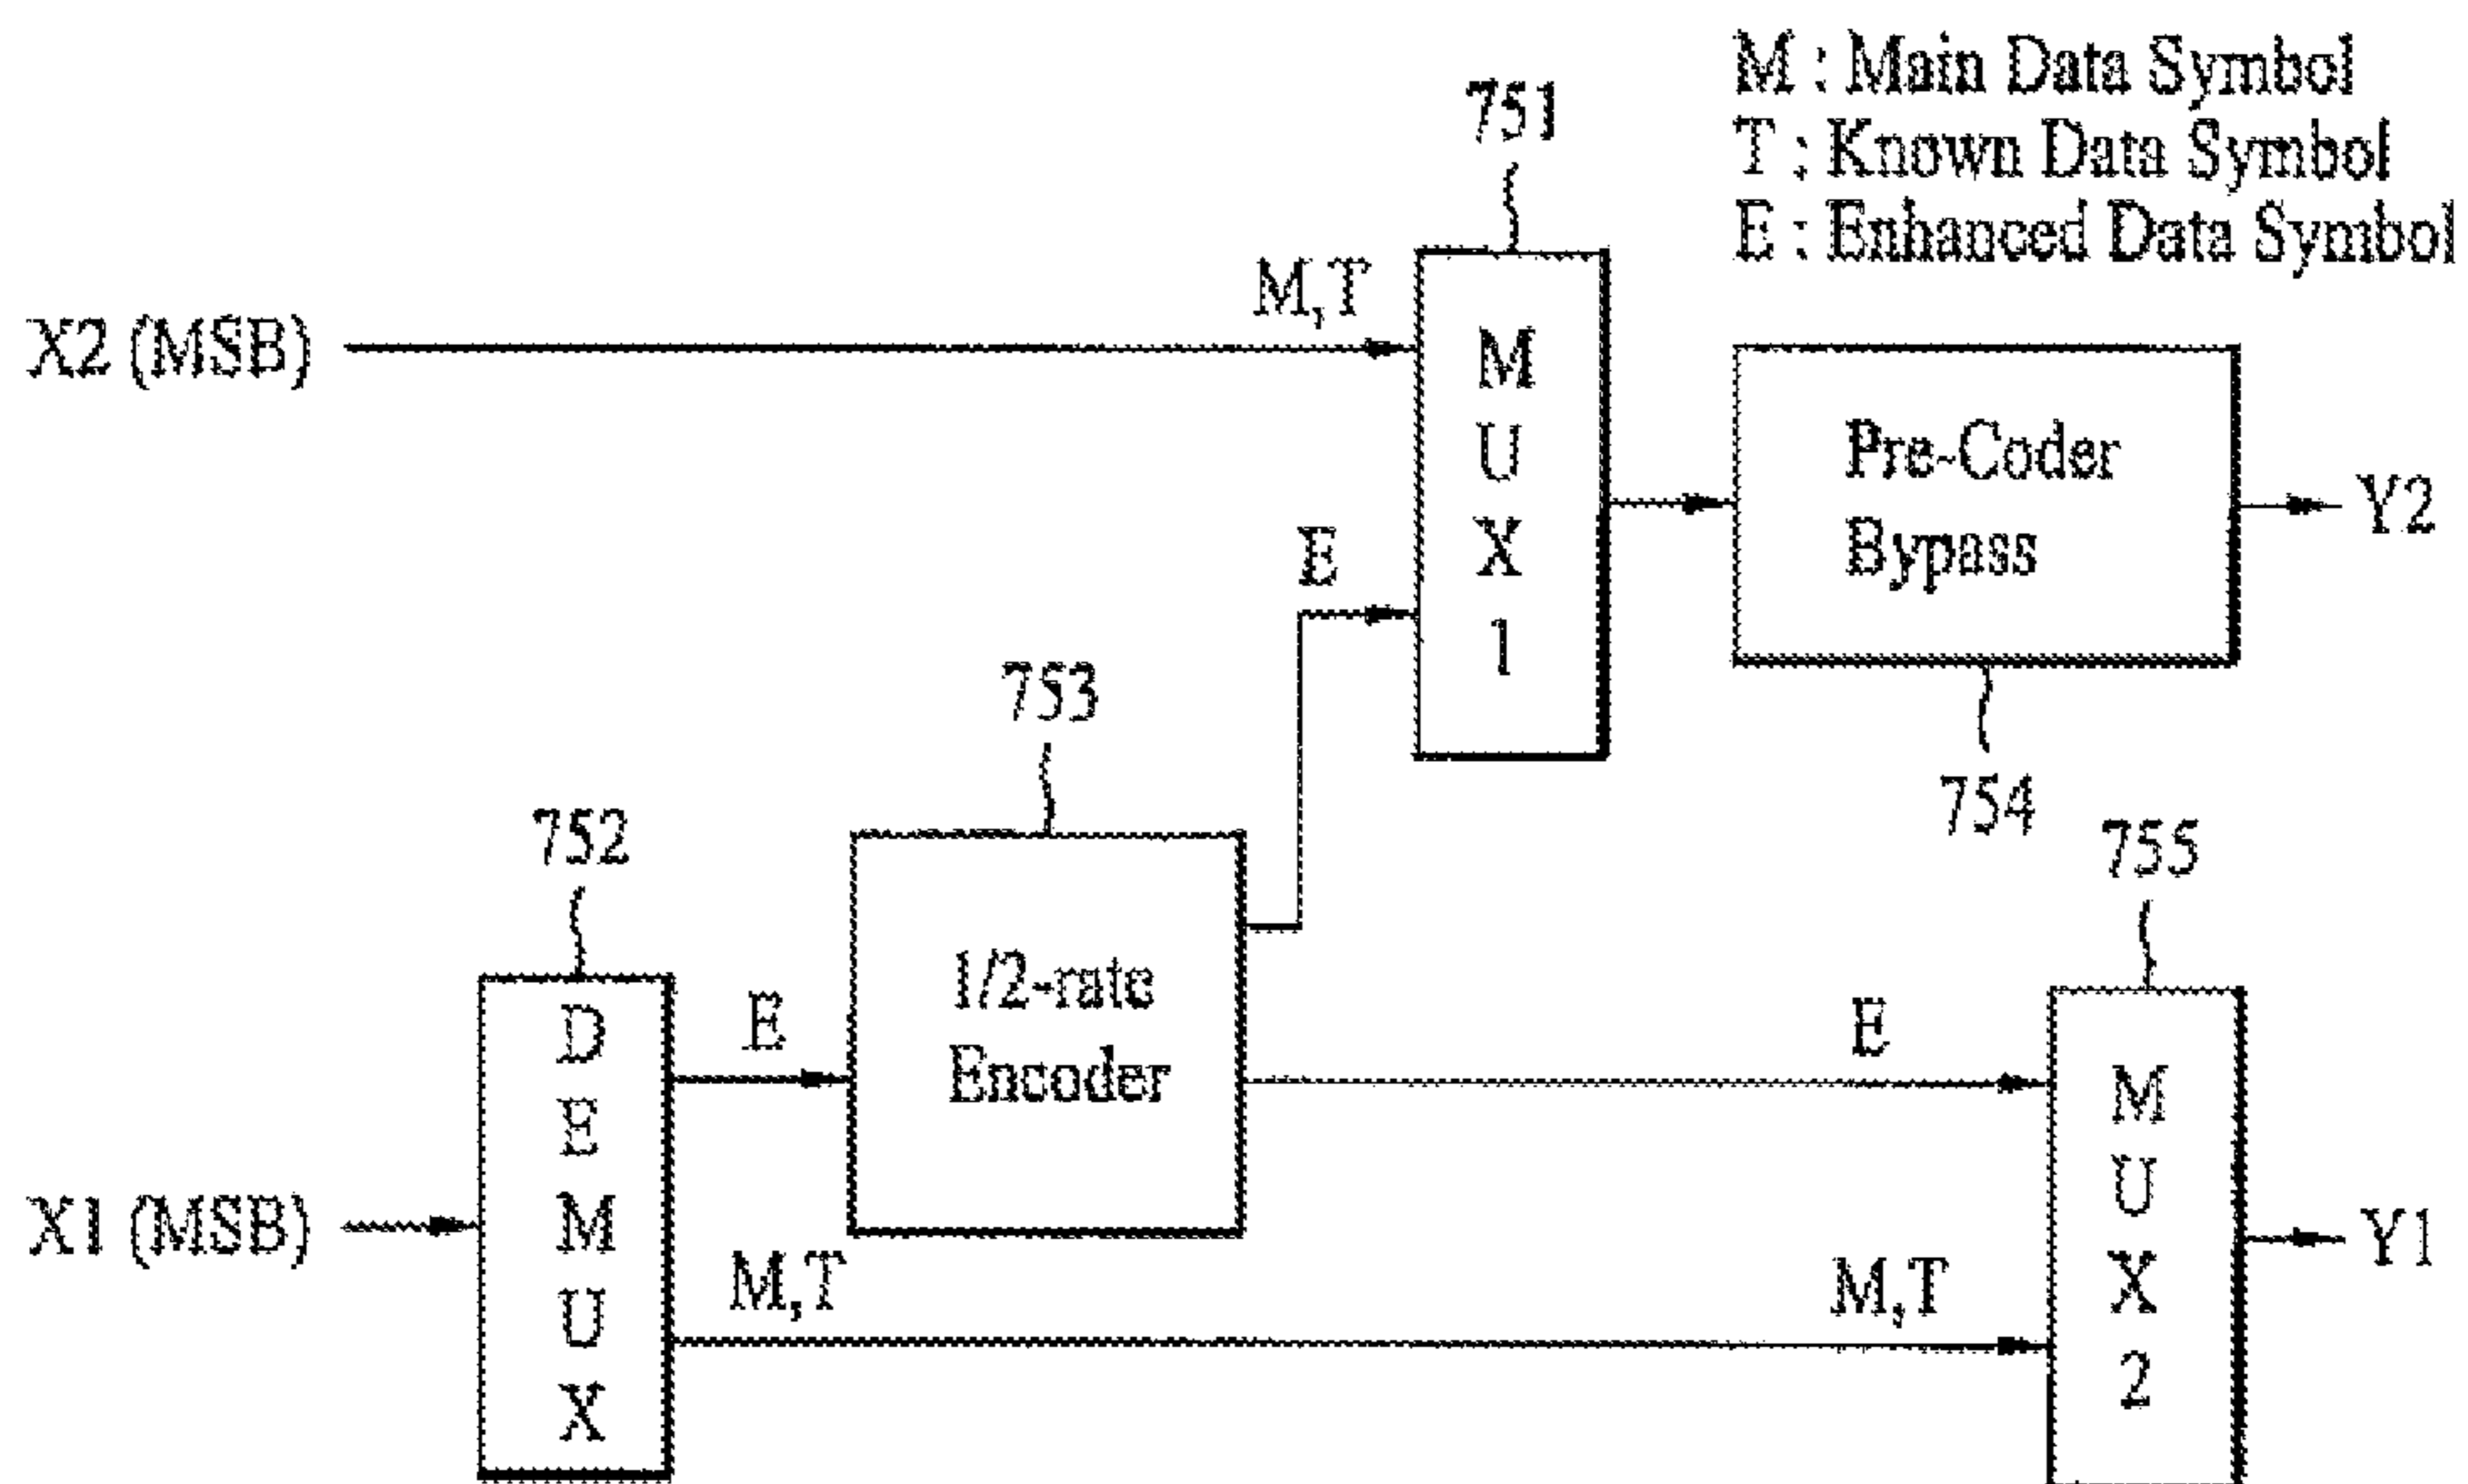 M : Main Data Symbol
T : Known Data Symbol
E : Enhanced Data Symbol
751
M,T
X2 (MSB)
M
U
X
1
Pre-Coder
Bypass
Y2
E
753
754
752
755
1/2-rate
Encoder
D
E
M
U
X
E
E
M
U
X
2
X1 (MSB)
Y1
M,T
M,T